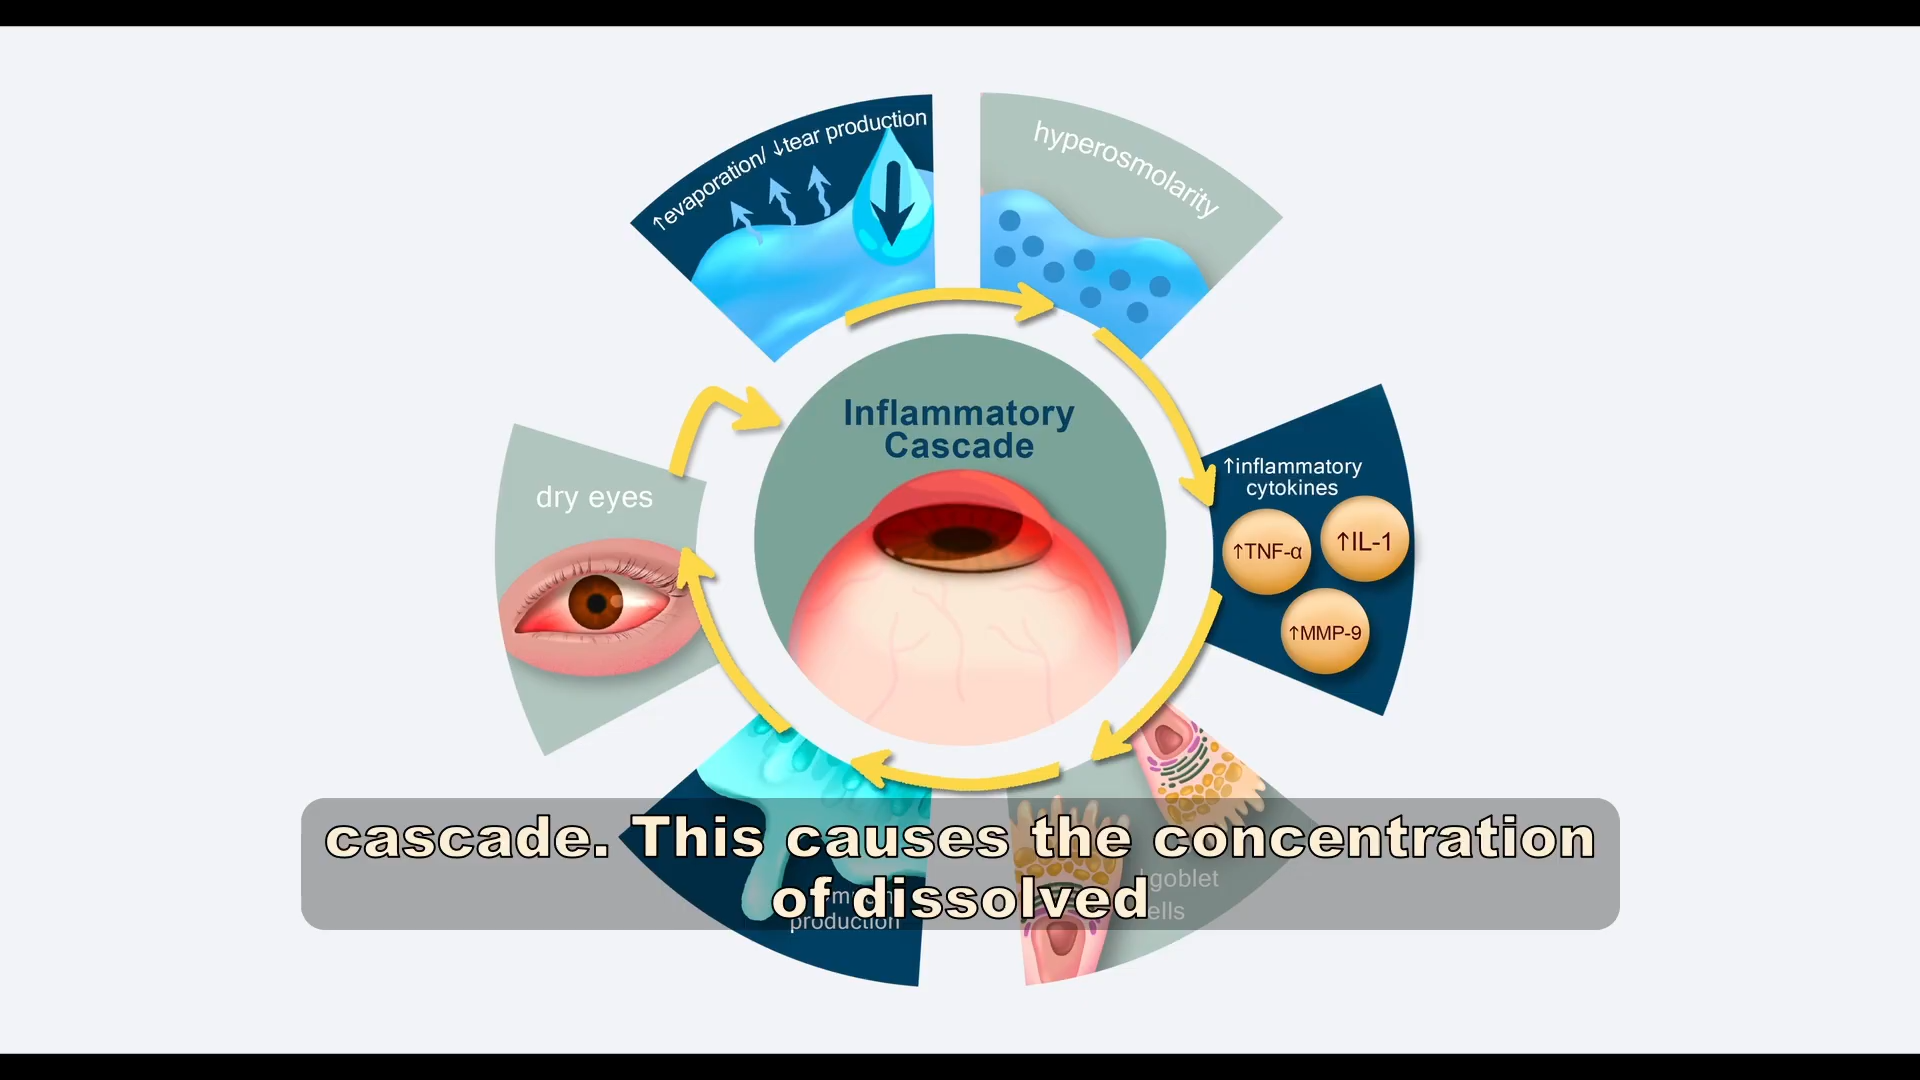 ↑evaporation/ ↓tear production
hyperosmolarity
Inflammatory
Cascade
↑inflammatory
cytokines
↑TNF-α
↑IL-1
↑MMP-9
dry eyes
cascade. This causes the concentration
of dissolved
goblet
production